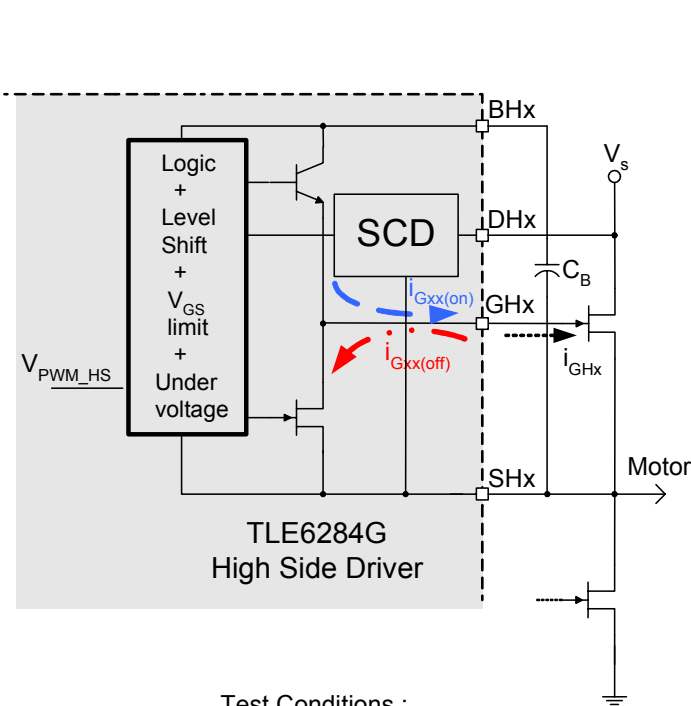 BHx
Logic
+
Level
Shift
+
VGS
limit
+
Under
voltage
VPWM_HS
SCD
DHx
Vs
CB
iGxx(on)
GHx
iGxx(off)
iGHx
SHx
Motor
TLE6284G
High Side Driver
Test Conditions :